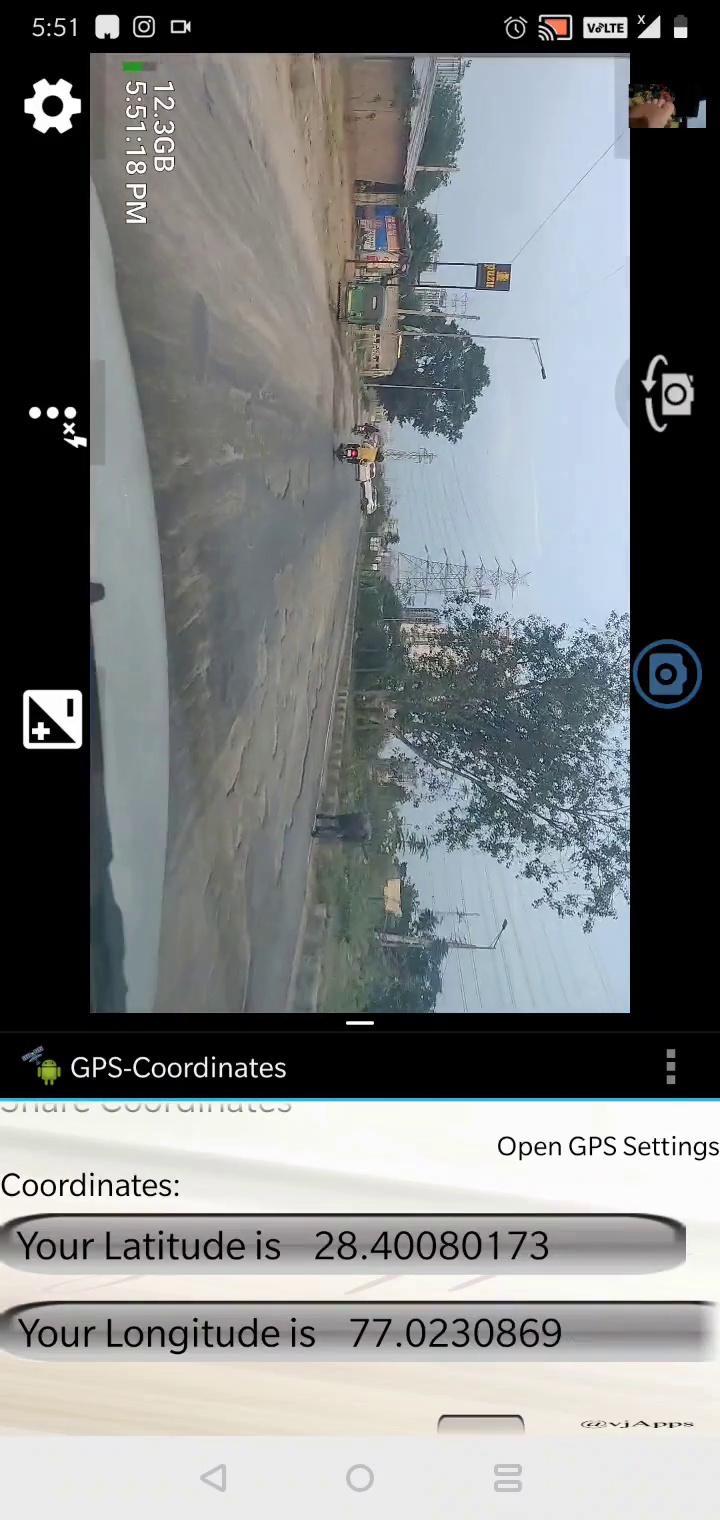 5:51
VoLTE
X
12.3GB
5:51:18 PM
GPS-Coordinates
Share Coordinates
Open GPS Settings
Coordinates:
Your Latitude is 28.40080173
Your Longitude is 77.0230869
@vjApps